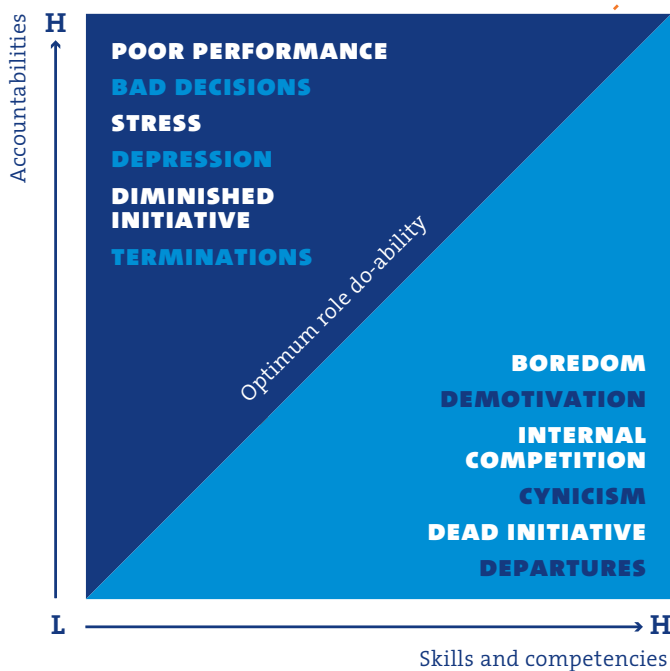 H
Accountabilities
POOR PERFORMANCE
BAD DECISIONS
STRESS
DEPRESSION
DIMINISHED
INITIATIVE
TERMINATIONS
Optimum role do-ability
BOREDOM
DEMOTIVATION
INTERNAL
COMPETITION
CYNICISM
DEAD INITIATIVE
DEPARTURES
L
H
Skills and competencies